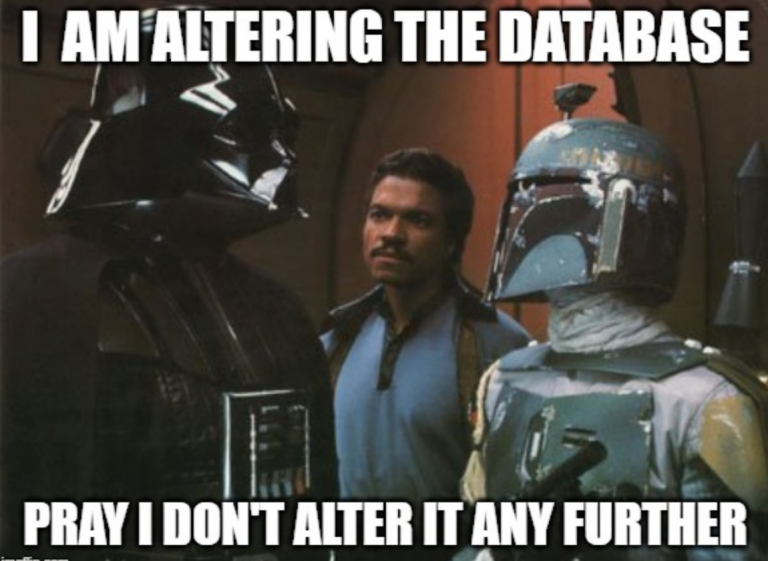 I AM ALTERING THE DATABASE
PRAY I DON'T ALTER IT ANY FURTHER